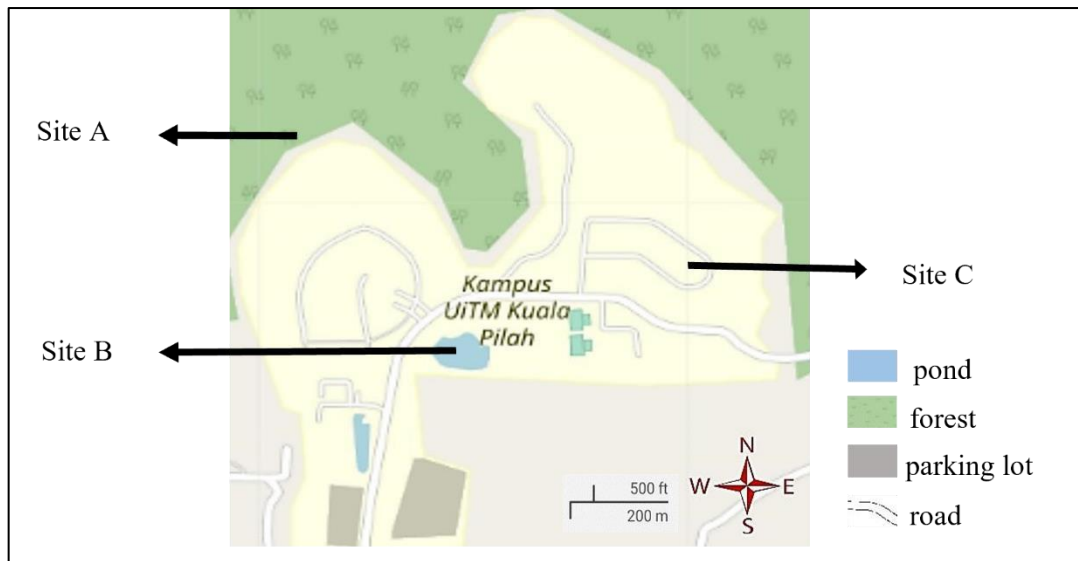 Site A
Kampus
UiTM Kuala
Pilah
Site C
Site B
pond
forest
parking lot
road
500 ft
200 m
N
W
E
S